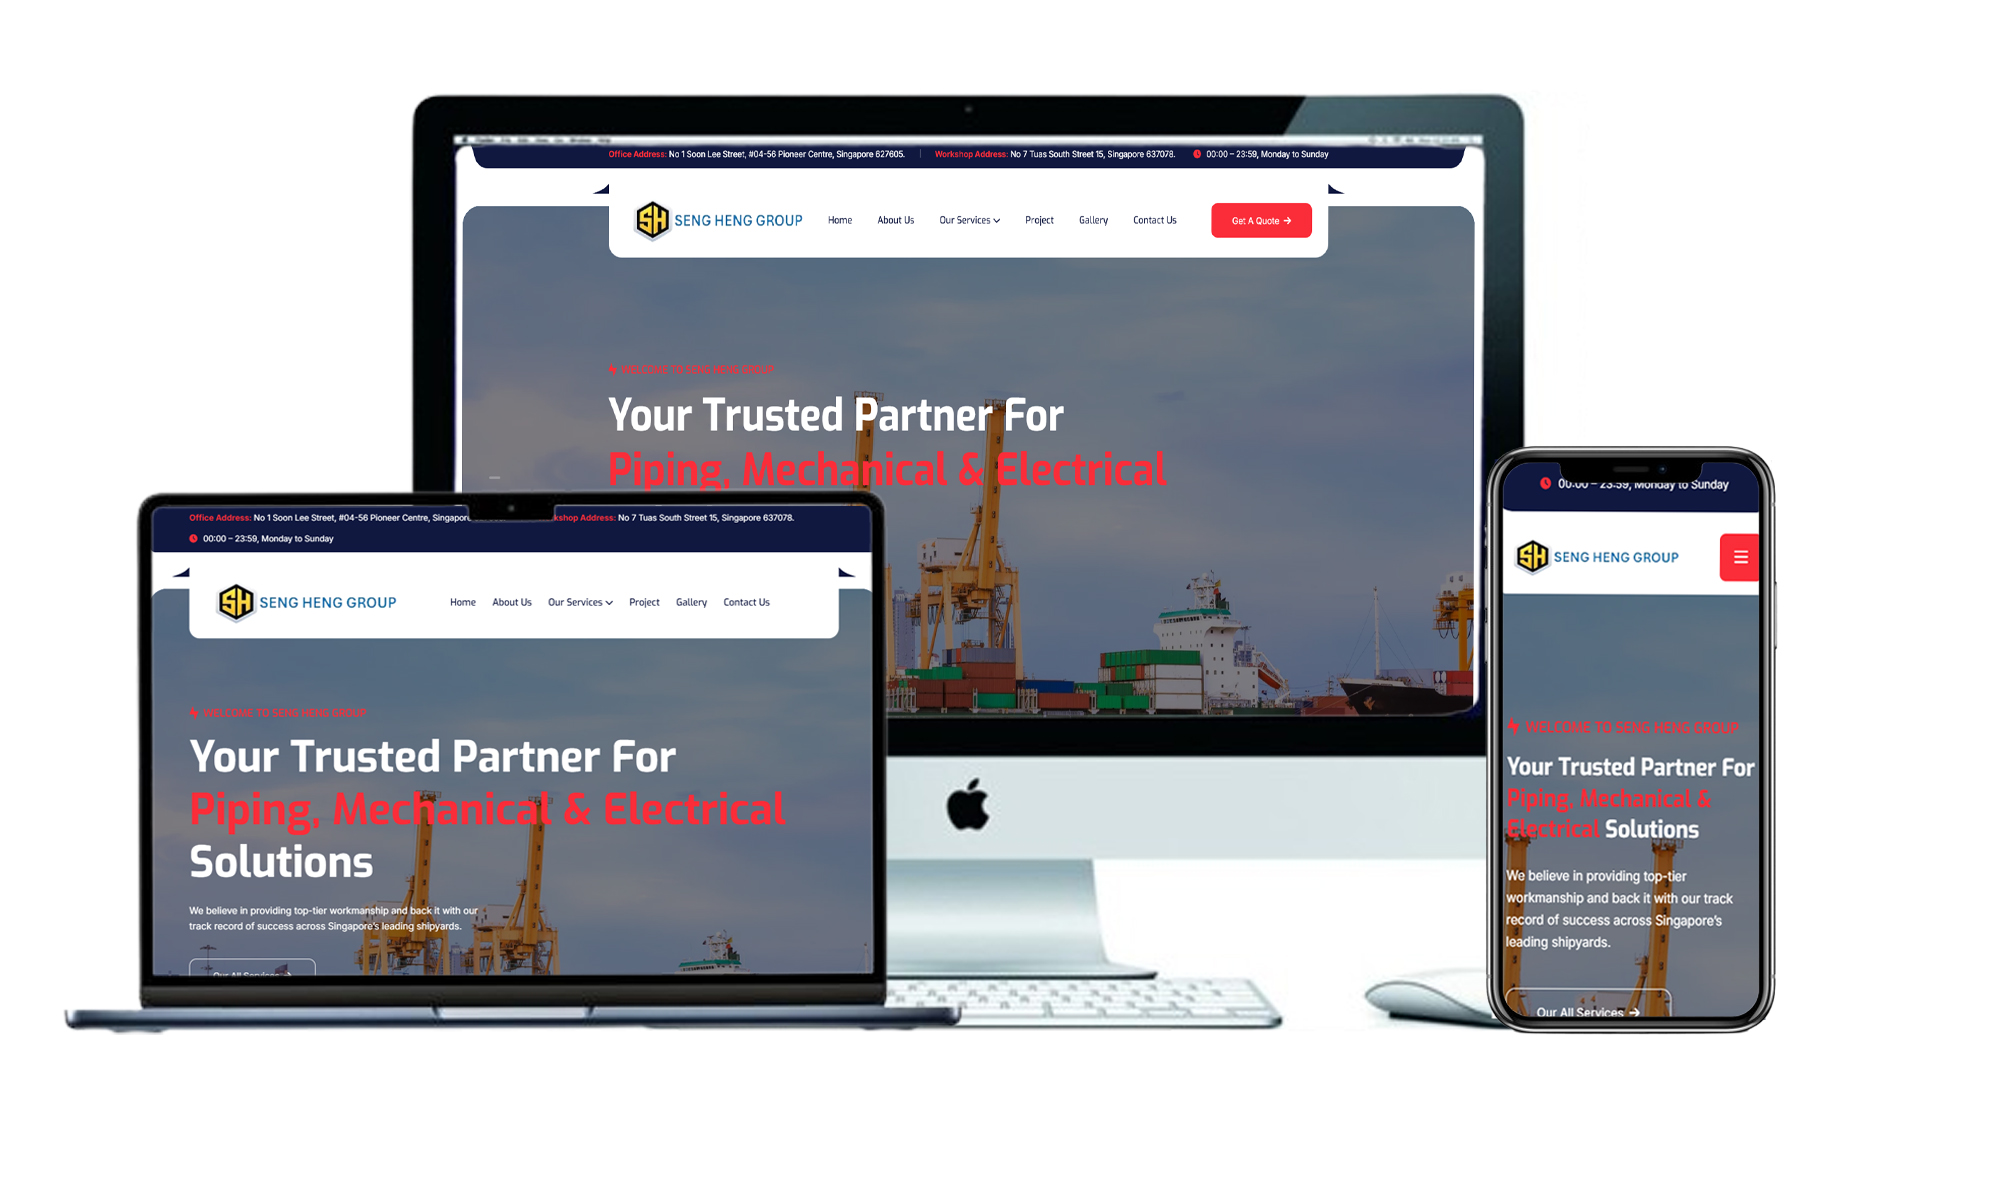 Office Address: No 1 Soon Lee Street, #04-56 Pioneer Centre, Singapore 627605. Workshop Address: No 7 Tuas South Street 15, Singapore 637078. 00:00 – 23:59, Monday to Sunday
SH SENG HENG GROUP Home About Us Our Services Project Gallery Contact Us Get A Quote →
WELCOME TO SENG HENG GROUP
Your Trusted Partner For
Piping, Mechanical & Electrical
Office Address: No 1 Soon Lee Street, #04-56 Pioneer Centre, Singapor kshop Address: No 7 Tuas South Street 15, Singapore 637078.
00:00 – 23:59, Monday to Sunday
SH SENG HENG GROUP Home About Us Our Services Project Gallery Contact Us
WELCOME TO SENG HENG GROUP
Your Trusted Partner For
Piping, Mechanical & Electrical
Solutions
We believe in providing top-tier workmanship and back it with our
track record of success across Singapore's leading shipyards.
Our All Services →
00:00 – 23:59, Monday to Sunday
SH SENG HENG GROUP
WELCOME TO SENG HENG GROUP
Your Trusted Partner For
Piping, Mechanical &
Electrical Solutions
We believe in providing top-tier
workmanship and back it with our track
record of success across Singapore's
leading shipyards.
Our All Services →